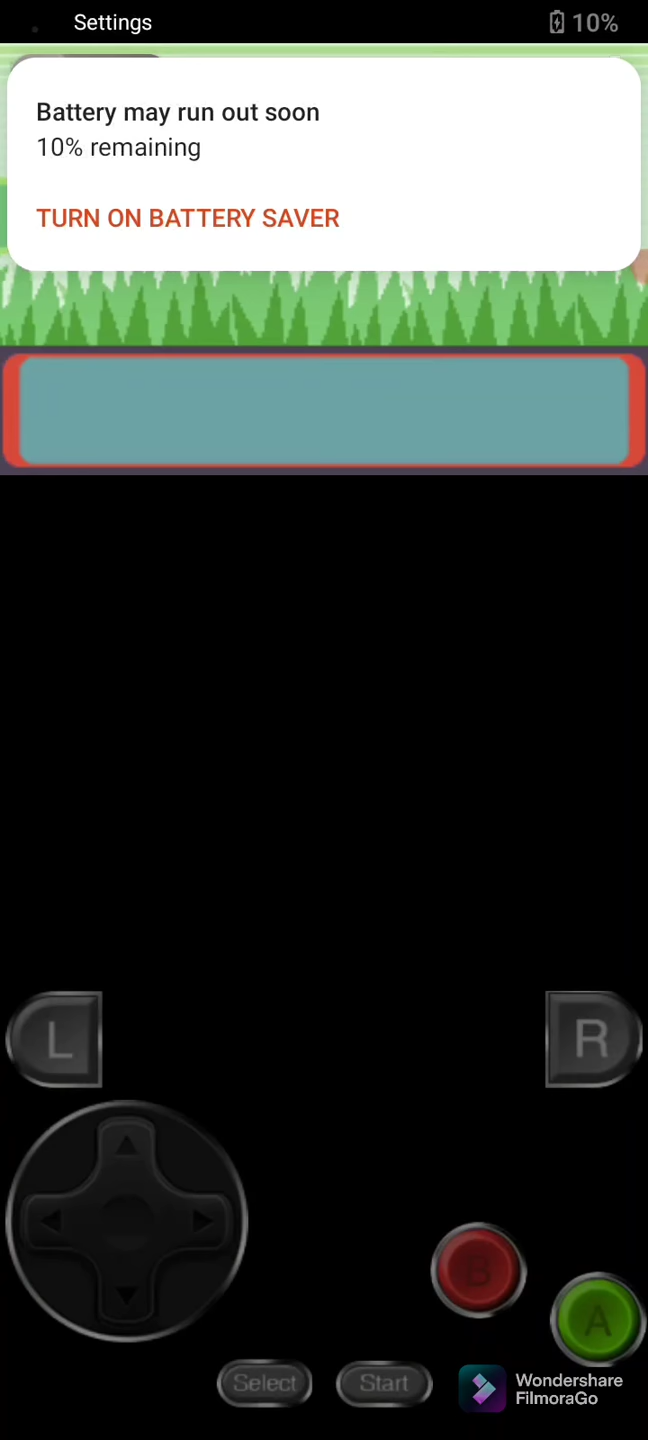 Settings
10%
Battery may run out soon
10% remaining
TURN ON BATTERY SAVER
L
R
B
A
Select
Start
Wondershare
FilmoraGo